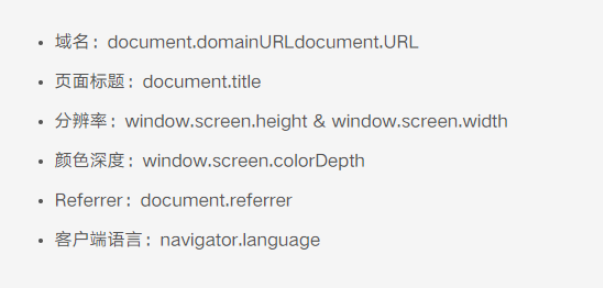 域名：document.domainURLdocument.URL
页面标题：document.title
分辨率：window.screen.height & window.screen.width
颜色深度：window.screen.colorDepth
Referrer：document.referrer
客户端语言：navigator.language